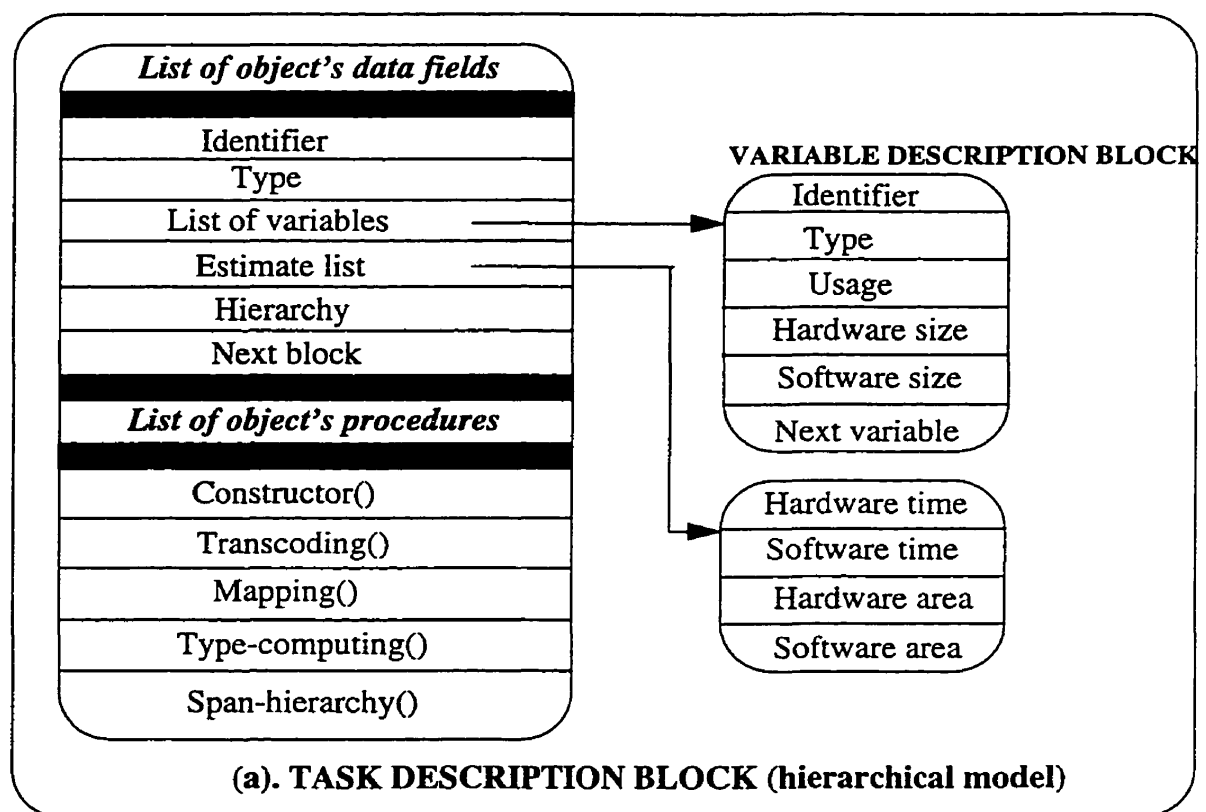 List of object's data fields
Identifier
Type
List of variables
Estimate list
Hierarchy
Next block
List of object's procedures
Constructor()
Transcoding()
Mapping()
Type-computing()
Span-hierarchy()
VARIABLE DESCRIPTION BLOCK
Identifier
Type
Usage
Hardware size
Software size
Next variable
Hardware time
Software time
Hardware area
Software area
(a). TASK DESCRIPTION BLOCK (hierarchical model)